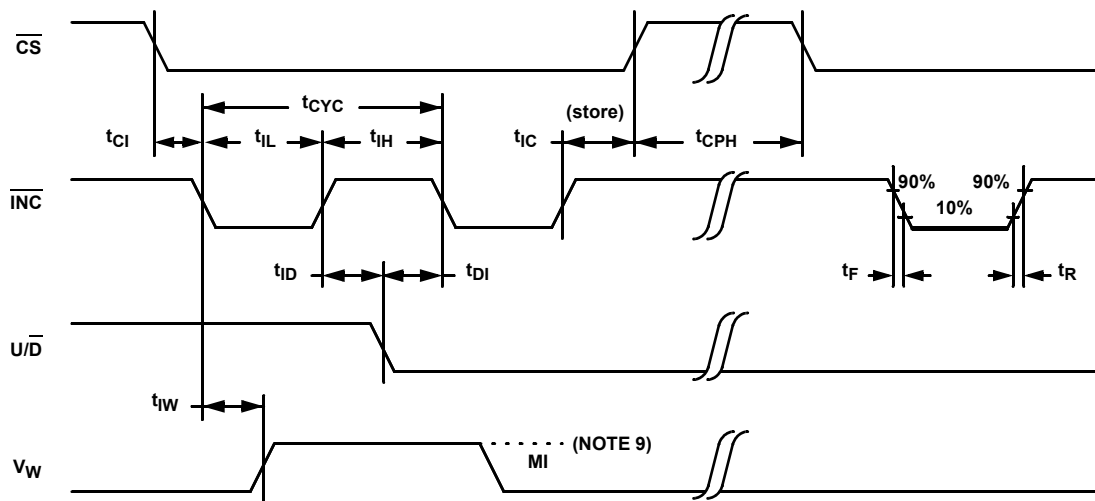 CS
tCYC
(store)
tCI
tIL
tIH
tIC
tCPH
INC
90%
90%
10%
tID
tDI
tF
tR
U/D
tIW
(NOTE 9)
MI
VW